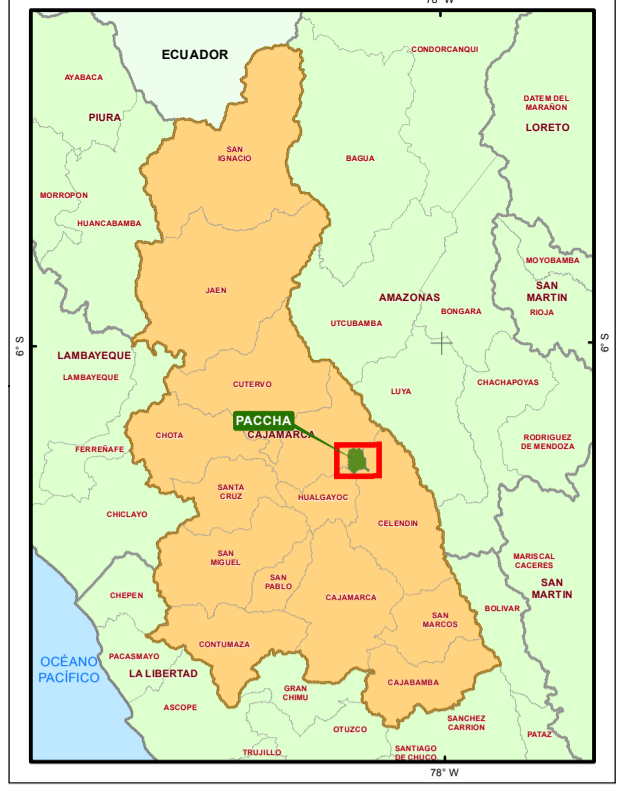 78° W
ECUADOR
CONDORCANQUI
AYABACA
DATEM DEL
MARAÑON
PIURA
LORETO
SAN
IGNACIO
BAGUA
MORROPON
HUANCABAMBA
MOYOBAMBA
SAN
MARTIN
JAEN
AMAZONAS
BONGARA
RIOJA
UTCUBAMBA
6° S
6° S
LAMBAYEQUE
LAMBAYEQUE
CUTERVO
LUYA
CHACHAPOYAS
PACCHA
CHOTA
CAJAMARCA
RODRIGUEZ
DE MENDOZA
FERREÑAFE
SANTA
CRUZ
HUALGAYOC
CHICLAYO
CELENDIN
SAN
MIGUEL
MARISCAL
CACERES
SAN
PABLO
SAN
MARTIN
CHEPEN
CAJAMARCA
BOLIVAR
SAN
MARCOS
CONTUMAZA
PACASMAYO
OCÉANO
PACÍFICO
LA LIBERTAD
CAJABAMBA
GRAN
CHIMU
ASCOPE
SANCHEZ
CARRION
OTUZCO
PATAZ
TRUJILLO
SANTIAGO
DE CHUCO
78° W